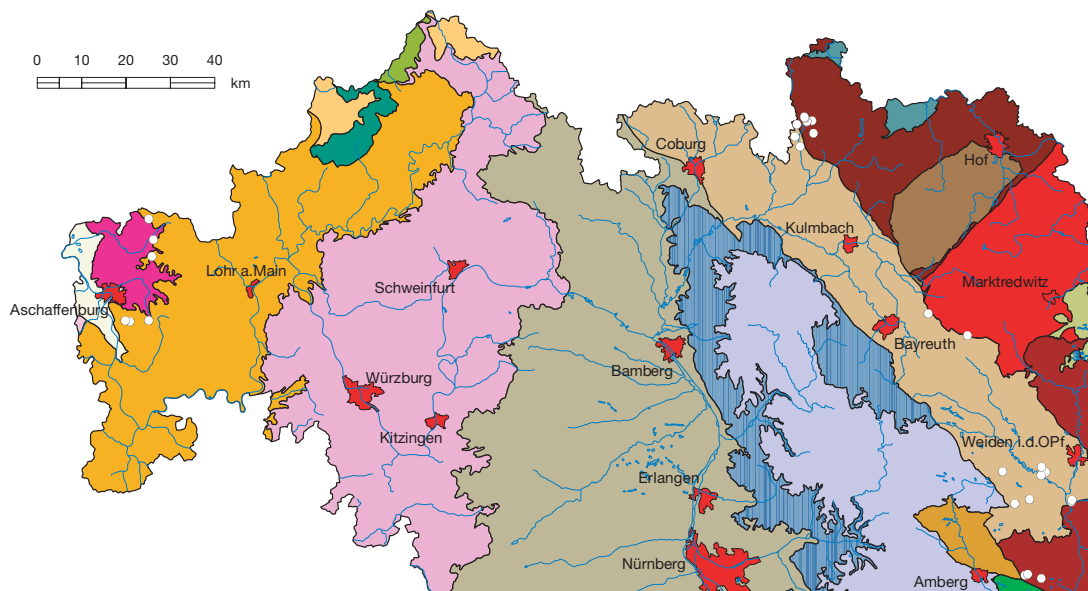 0 10 20 30 40
km
Coburg
Hof
Kulmbach
Lohr a.Main
Schweinfurt
Marktredwitz
Aschaffenburg
Bayreuth
Bamberg
Würzburg
Kitzingen
Weiden i.d.OPf.
Erlangen
Nürnberg
Amberg